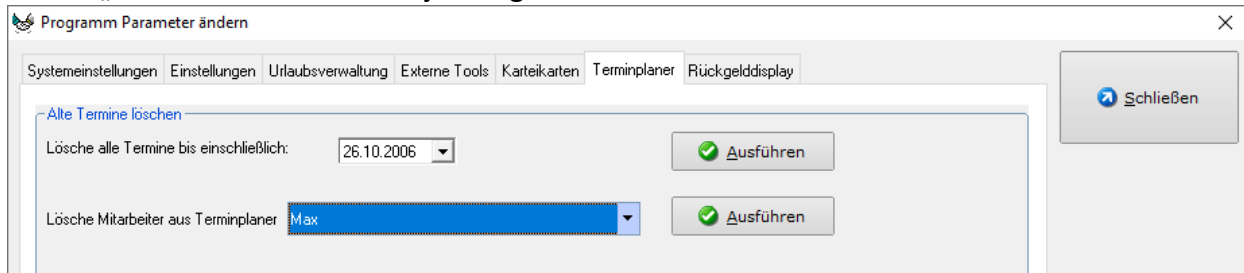 Programm Parameter ändern
Systemeinstellungen Einstellungen Urlaubsverwaltung Externe Tools Karteikarten Terminplaner Rückgelddisplay
Schließen
Alte Termine löschen
Lösche alle Termine bis einschließlich: 26.10.2006 Ausführen
Lösche Mitarbeiter aus Terminplaner Max Ausführen